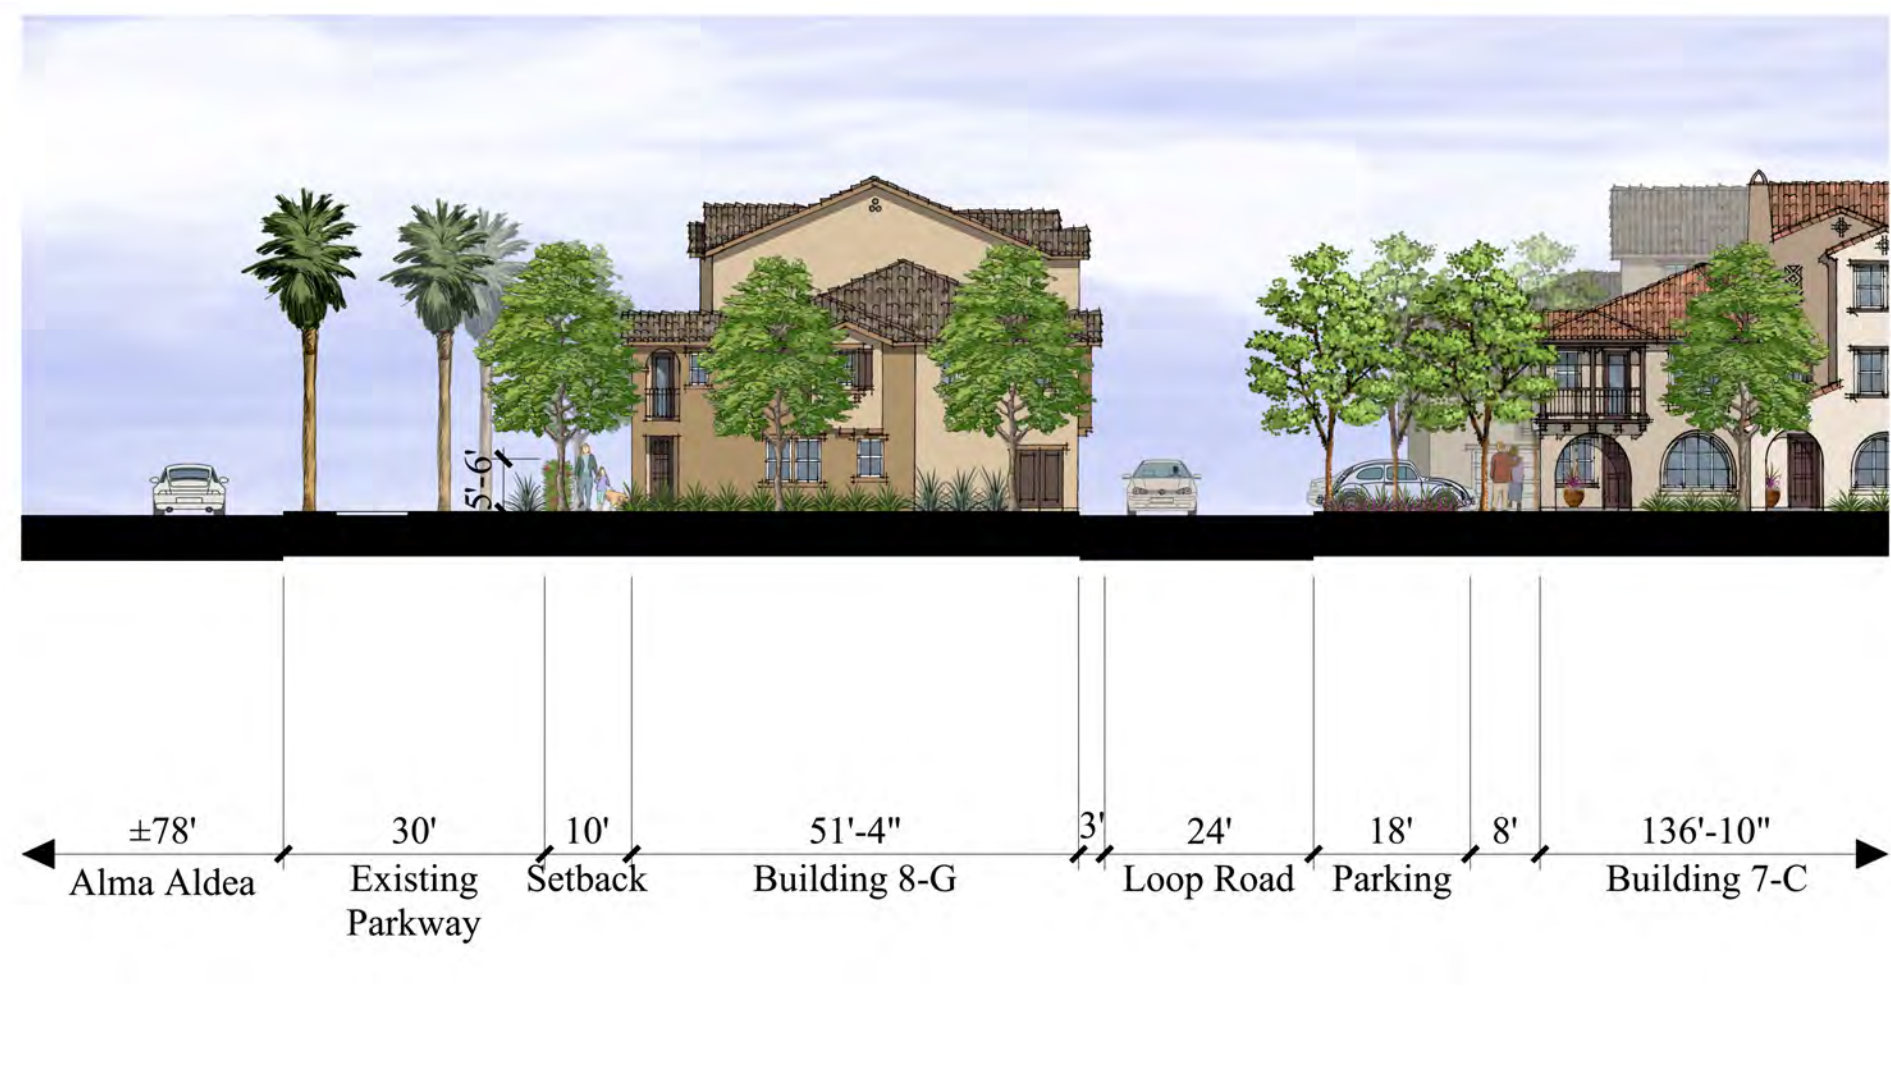 5'-6'
±78'
30'
10'
51'-4"
3'
24'
18'
8'
136'-10"
Alma Aldea
Existing
Parkway
Setback
Building 8-G
Loop Road
Parking
Building 7-C